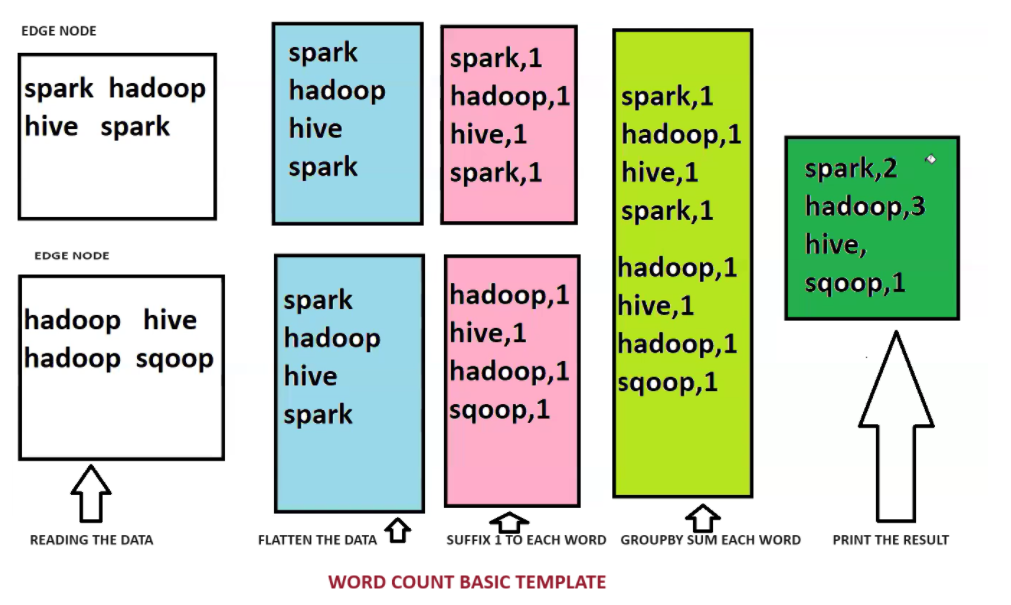 EDGE NODE
spark hadoop
hive spark
EDGE NODE
hadoop hive
hadoop sqoop
READING THE DATA
spark
hadoop
hive
spark
spark
hadoop
hive
spark
FLATTEN THE DATA
spark,1
hadoop,1
hive,1
spark,1
hadoop,1
hive,1
hadoop,1
sqoop,1
SUFFIX 1 TO EACH WORD
spark,1
hadoop,1
hive,1
spark,1
hadoop,1
hive,1
hadoop,1
sqoop,1
GROUPBY SUM EACH WORD
spark,2
hadoop,3
hive,
sqoop,1
PRINT THE RESULT
WORD COUNT BASIC TEMPLATE